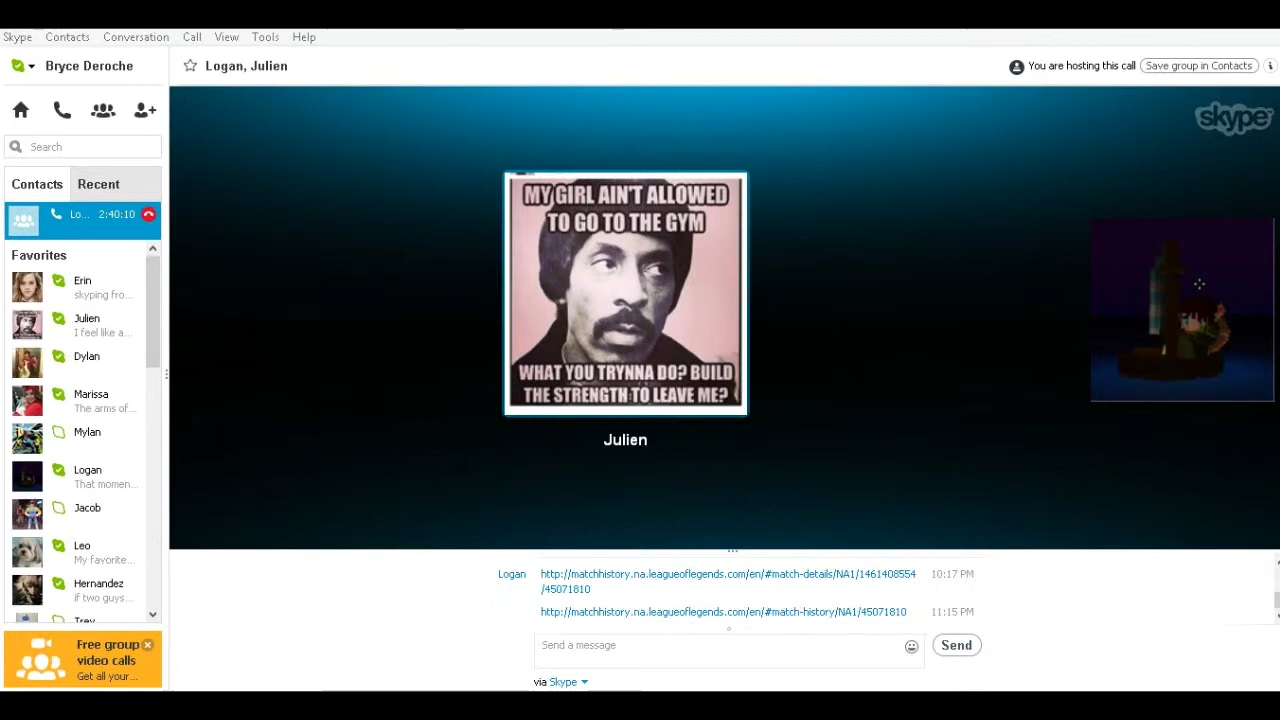 Skype Contacts Conversation Call View Tools Help
Bryce Deroche
Logan, Julien
You are hosting this call
Save group in Contacts
skype
Search
Contacts
Recent
Lo... 2:40:10
Favorites
Erin
skyping fro...
Julien
I feel like a...
Dylan
Marissa
The arms of...
Mylan
Logan
That momen...
Jacob
Leo
My favorite...
Hernandez
if two guys...
Trey
Free group
video calls
Get all your...
MY GIRL AIN'T ALLOWED
TO GO TO THE GYM
WHAT YOU TRYNNA DO? BUILD
THE STRENGTH TO LEAVE ME?
Julien
Logan
http://matchhistory.na.leagueoflegends.com/en/#match-details/NA1/1461408554
/45071810
10:17 PM
http://matchhistory.na.leagueoflegends.com/en/#match-history/NA1/45071810
11:15 PM
Send a message
Send
via Skype